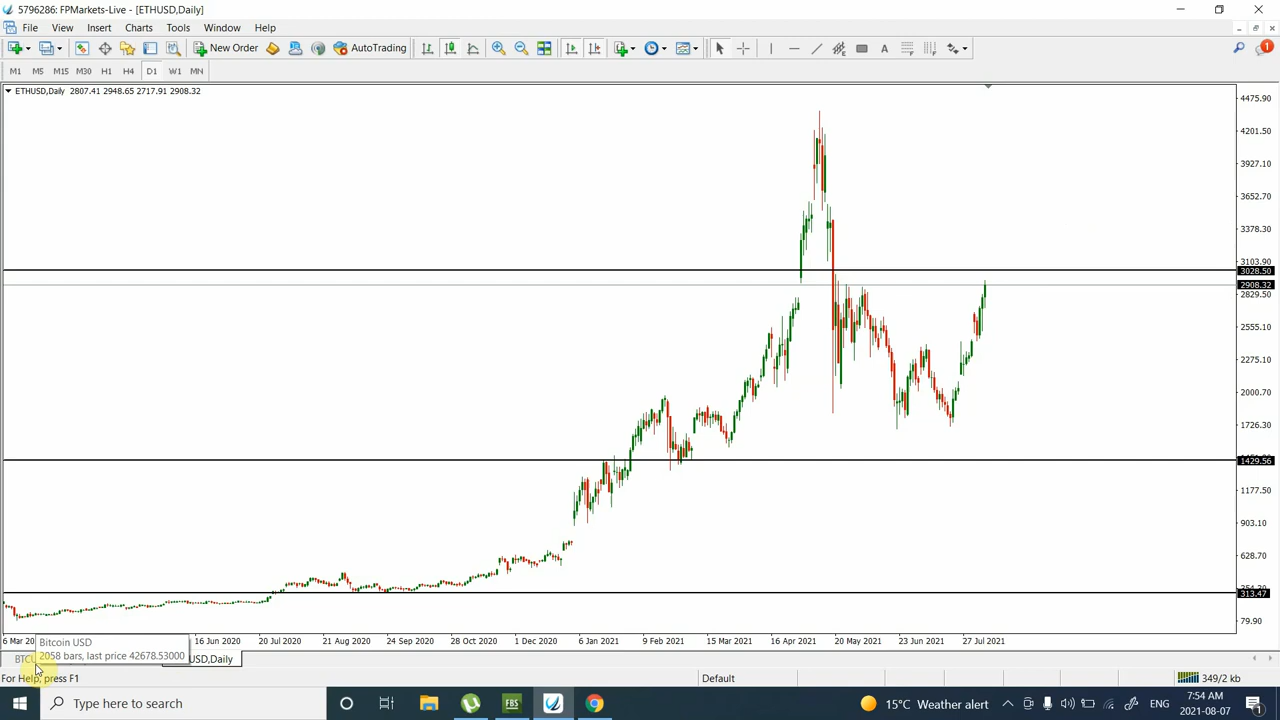 5796286: FPMarkets-Live - [ETHUSD,Daily]
File View Insert Charts Tools Window Help
New Order AutoTrading
A 1
M1 M5 M15 M30 H1 H4 D1 W1 MN
ETHUSD,Daily 2807.41 2948.65 2717.91 2908.32
4475.90
4201.50
3927.10
3652.70
3378.30
3103.90
3028.50
2908.32
2829.50
2555.10
2275.10
2000.70
1726.30
1429.56
1177.50
903.10
628.70
313.47
79.90
6 Mar 20 16 Jun 2020 20 Jul 2020 21 Aug 2020 24 Sep 2020 28 Oct 2020 1 Dec 2020 6 Jan 2021 9 Feb 2021 15 Mar 2021 16 Apr 2021 20 May 2021 23 Jun 2021 27 Jul 2021
Bitcoin USD
2058 bars, last price 42678.53000
BTCU USD,Daily
For Help, press F1 Default 349/2 kb
Type here to search FBS 15°C Weather alert ENG 7:54 AM
2021-08-07 1